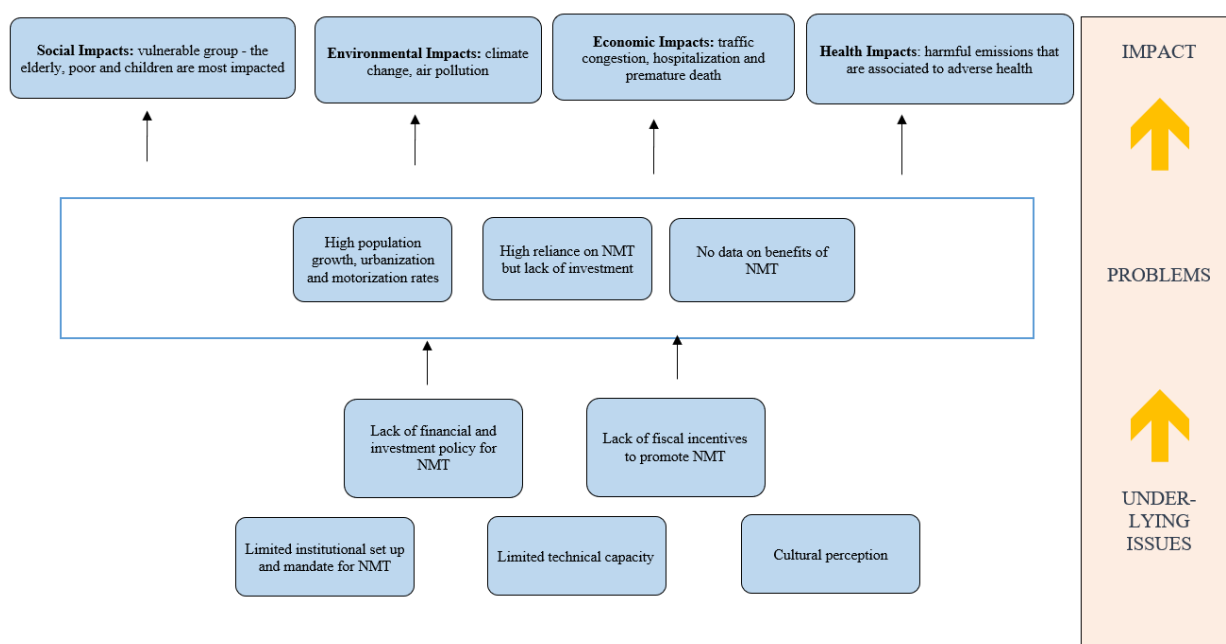 Social Impacts: vulnerable group - the
elderly, poor and children are most impacted
Environmental Impacts: climate
change, air pollution
Economic Impacts: traffic
congestion, hospitalization and
premature death
Health Impacts: harmful emissions that
are associated to adverse health
IMPACT
High population
growth, urbanization
and motorization rates
High reliance on NMT
but lack of investment
No data on benefits of
NMT
PROBLEMS
Lack of financial and
investment policy for
NMT
Lack of fiscal incentives
to promote NMT
UNDER-
LYING
ISSUES
Limited institutional set up
and mandate for NMT
Limited technical capacity
Cultural perception